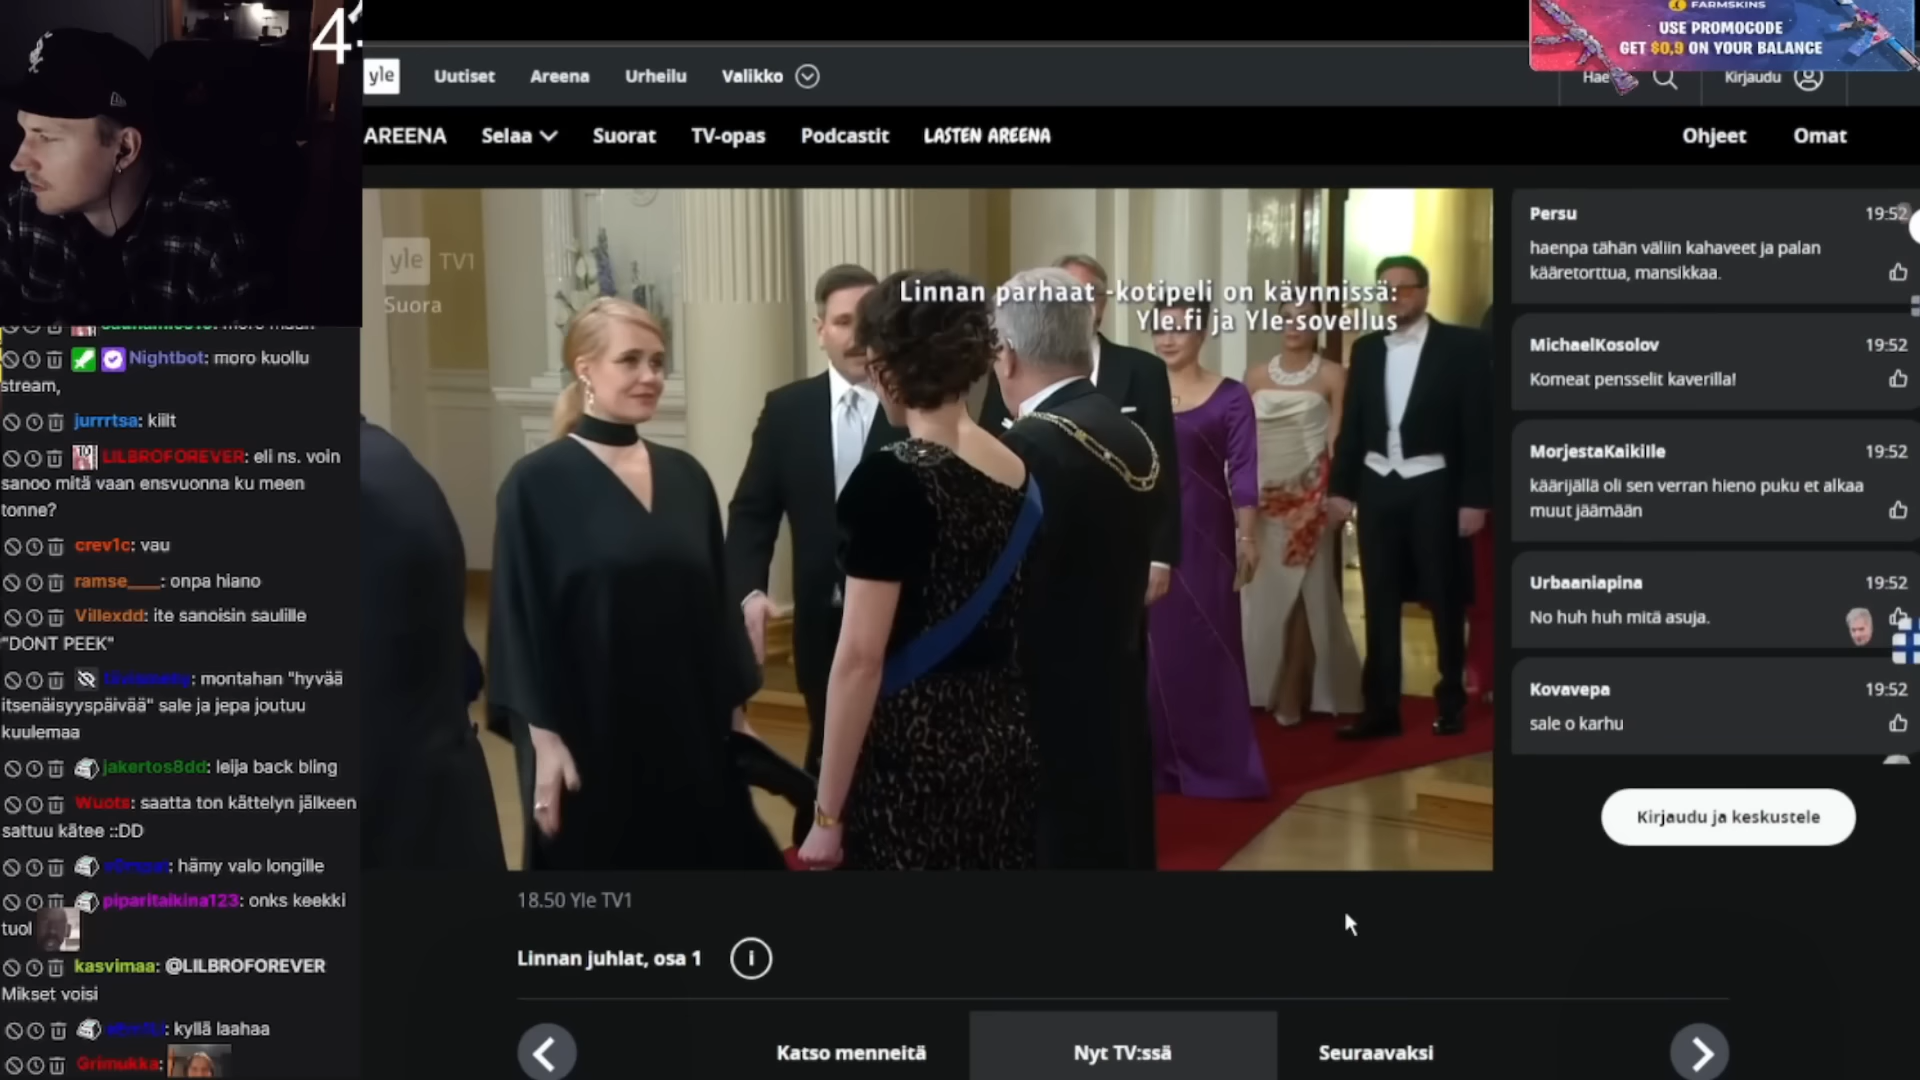 FARMSKINS
USE PROMOCODE
GET $0,9 ON YOUR BALANCE
yle
Uutiset
Areena
Urheilu
Valikko
Hae
Kirjaudu
AREENA
Selaa
Suorat
TV-opas
Podcastit
LASTEN AREENA
Ohjeet
Omat
yle TV1
Suora
Linnan parhaat -kotipeli on käynnissä:
Yle.fi ja Yle-sovellus
Nightbot: moro kuollu
stream,
jurrrtsa: kiilt
LILBROFOREVER: eli ns. voin
sanoo mitä vaan ensvuonna ku meen
tonne?
crev1c: vau
ramse___: onpa hiano
Villexdd: ite sanoisin saulille
"DONT PEEK"
: montahan "hyvää
itsenäisyyspäivää" sale ja jepa joutuu
kuulemaa
jakertos8dd: leija back bling
Wuots: saatta ton kättelyn jälkeen
sattuu kätee ::DD
: hämy valo longille
piparitaikina123: onks keekki
tuol
kasvimaa: @LILBROFOREVER
Mikset voisi
: kyllä laahaa
Grimukka:
Persu 19:52
haenpa tähän väliin kahaveet ja palan
kääretorttua, mansikkaa.
MichaelKosolov 19:52
Komeat pensselit kaverilla!
MorjestaKaikille 19:52
käärijällä oli sen verran hieno puku et alkaa
muut jäämään
Urbaaniapina 19:52
No huh huh mitä asuja.
Kovavepa 19:52
sale o karhu
Kirjaudu ja keskustele
18.50 Yle TV1
Linnan juhlat, osa 1
Katso menneitä
Nyt TV:ssä
Seuraavaksi